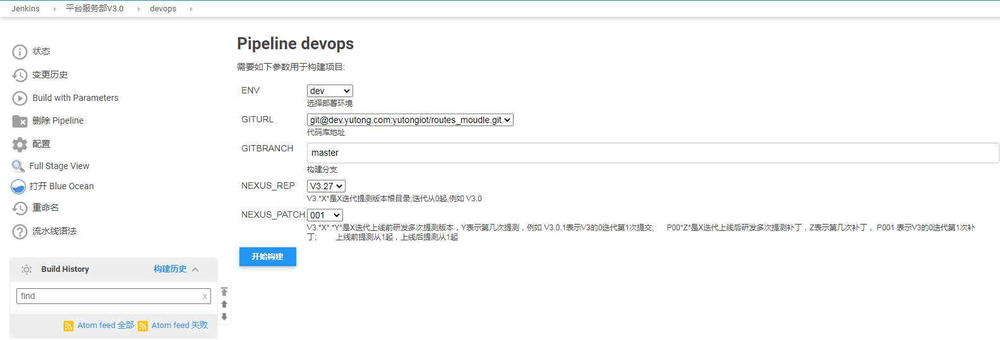 Jenkins 平台服务部V3.0 devops
状态
变更历史
Build with Parameters
删除 Pipeline
配置
Full Stage View
打开 Blue Ocean
重命名
流水线语法
Build History 构建历史
find x
Atom feed 全部 Atom feed 失败
Pipeline devops
需要如下参数用于构建项目:
ENV dev
选择部署环境
GITURL git@dev.yutong.com:yutongiot/routes_moudle.git
代码库地址
GITBRANCH master
构建分支
NEXUS_REP V3.27
V3.*X*是X迭代提测版本根目录,迭代从0起,例如 V3.0
NEXUS_PATCH 001
V3.*X*.*Y*是X迭代上线前研发多次提测版本，Y表示第几次提测，例如 V3.0.1表示V3的0迭代第1次提交; P00*Z*是X迭代上线后研发多次提测补丁，Z表示第几次补丁， P001 表示V3的0迭代第1次补
丁; 上线前提测从1起，上线后提测从1起
开始构建